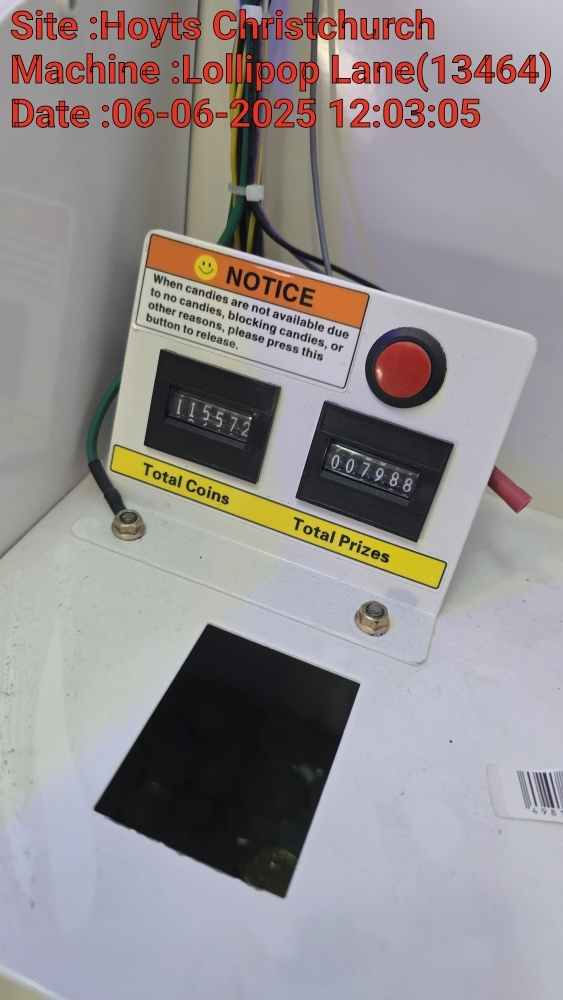 Site :Hoyts Christchurch
Machine :Lollipop Lane(13464)
Date :06-06-2025 12:03:05
NOTICE
When candies are not available due
to no candies, blocking candies, or
other reasons, please press this
button to release.
115572
007988
Total Coins
Total Prizes